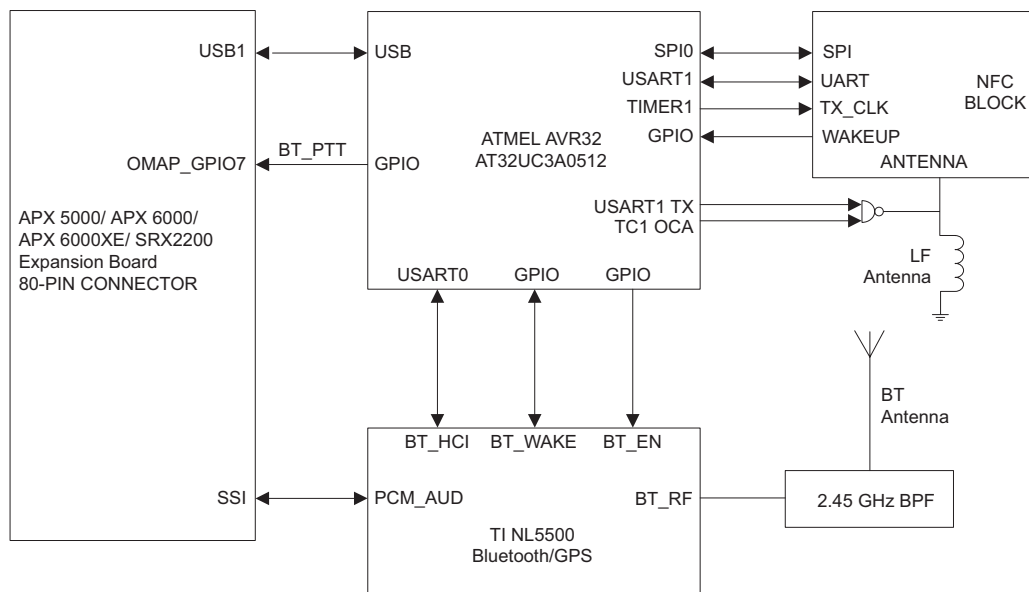 USB1
USB
SPI0
SPI
USART1
UART
NFC
BLOCK
TIMER1
TX_CLK
GPIO
WAKEUP
ATMEL AVR32
AT32UC3A0512
OMAP_GPIO7
BT_PTT
GPIO
ANTENNA
APX 5000/ APX 6000/
APX 6000XE/ SRX2200
Expansion Board
80-PIN CONNECTOR
USART1 TX
TC1 OCA
LF
Antenna
USART0
GPIO
GPIO
BT
Antenna
BT_HCI
BT_WAKE
BT_EN
SSI
PCM_AUD
BT_RF
2.45 GHz BPF
TI NL5500
Bluetooth/GPS